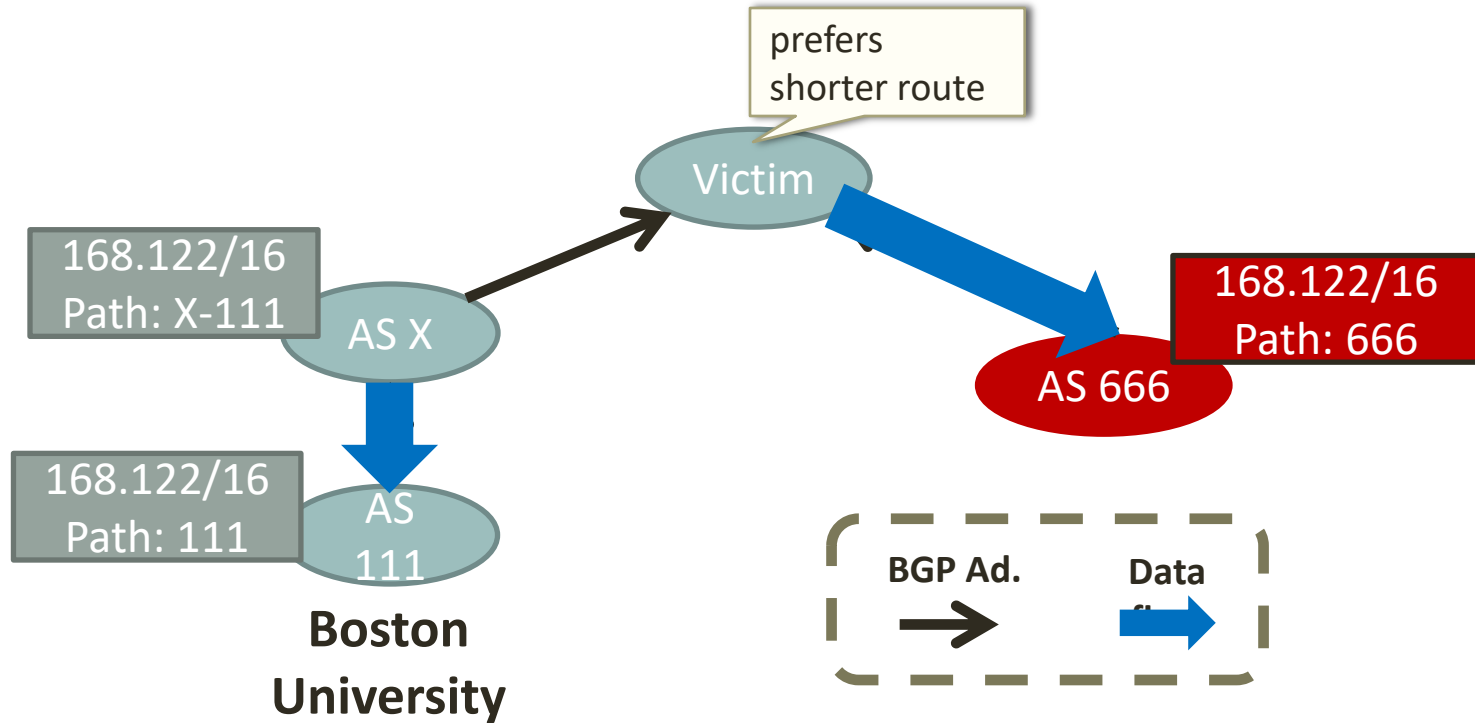 prefers
shorter route
Victim
168.122/16
Path: X-111
AS X
168.122/16
Path: 666
AS 666
168.122/16
Path: 111
AS
111
Boston
University
BGP Ad.
Data